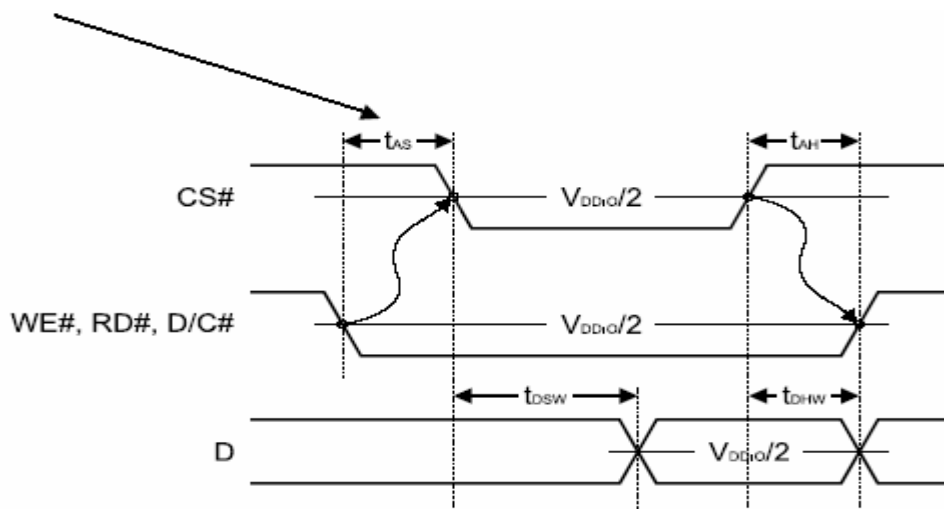 tAS tAH
CS# VDDIO/2
WE#, RD#, D/C# VDDIO/2
tDSW tDHW
D VDDIO/2